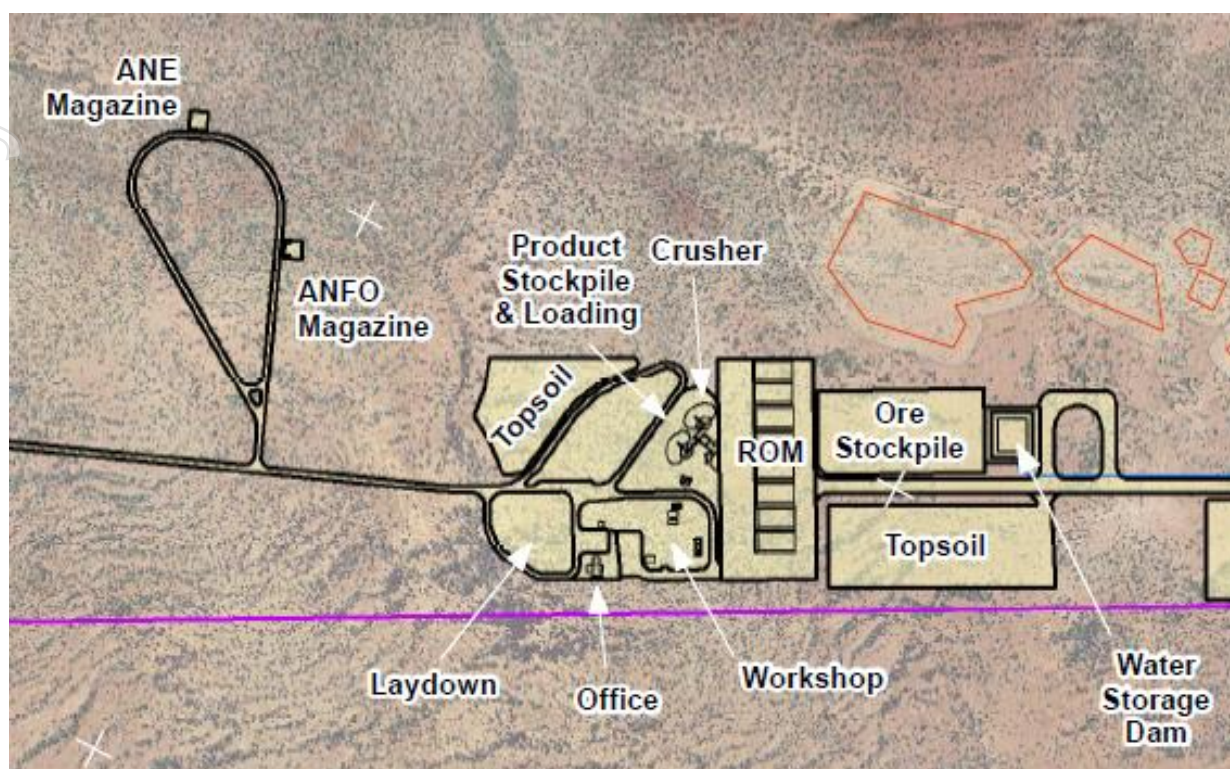 ANE
Magazine
ANFO
Magazine
Product
Stockpile
& Loading
Crusher
Topsoil
ROM
Ore
Stockpile
Topsoil
Laydown
Office
Workshop
Water
Storage
Dam